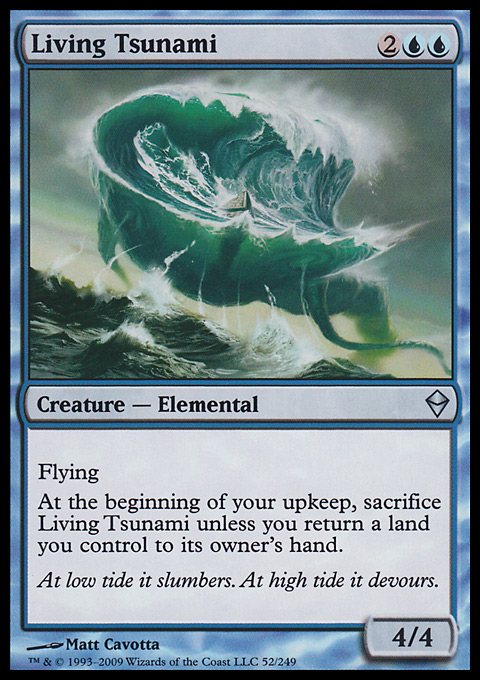 Living Tsunami 2
Creature — Elemental
Flying
At the beginning of your upkeep, sacrifice
Living Tsunami unless you return a land
you control to its owner's hand.
At low tide it slumbers. At high tide it devours.
4/4
Matt Cavotta
™ & © 1993–2009 Wizards of the Coast LLC 52/249